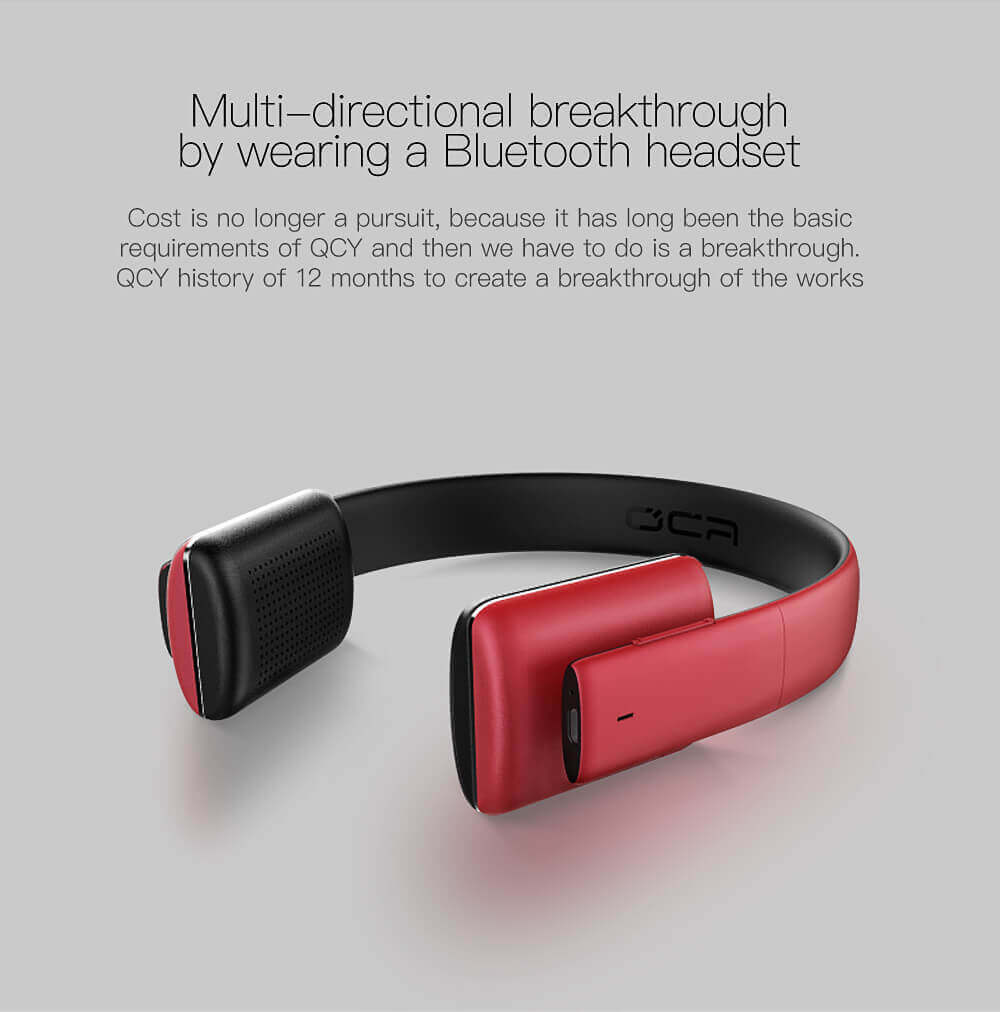 Multi-directional breakthrough
by wearing a Bluetooth headset
Cost is no longer a pursuit, because it has long been the basic
requirements of QCY and then we have to do is a breakthrough.
QCY history of 12 months to create a breakthrough of the works
QCY